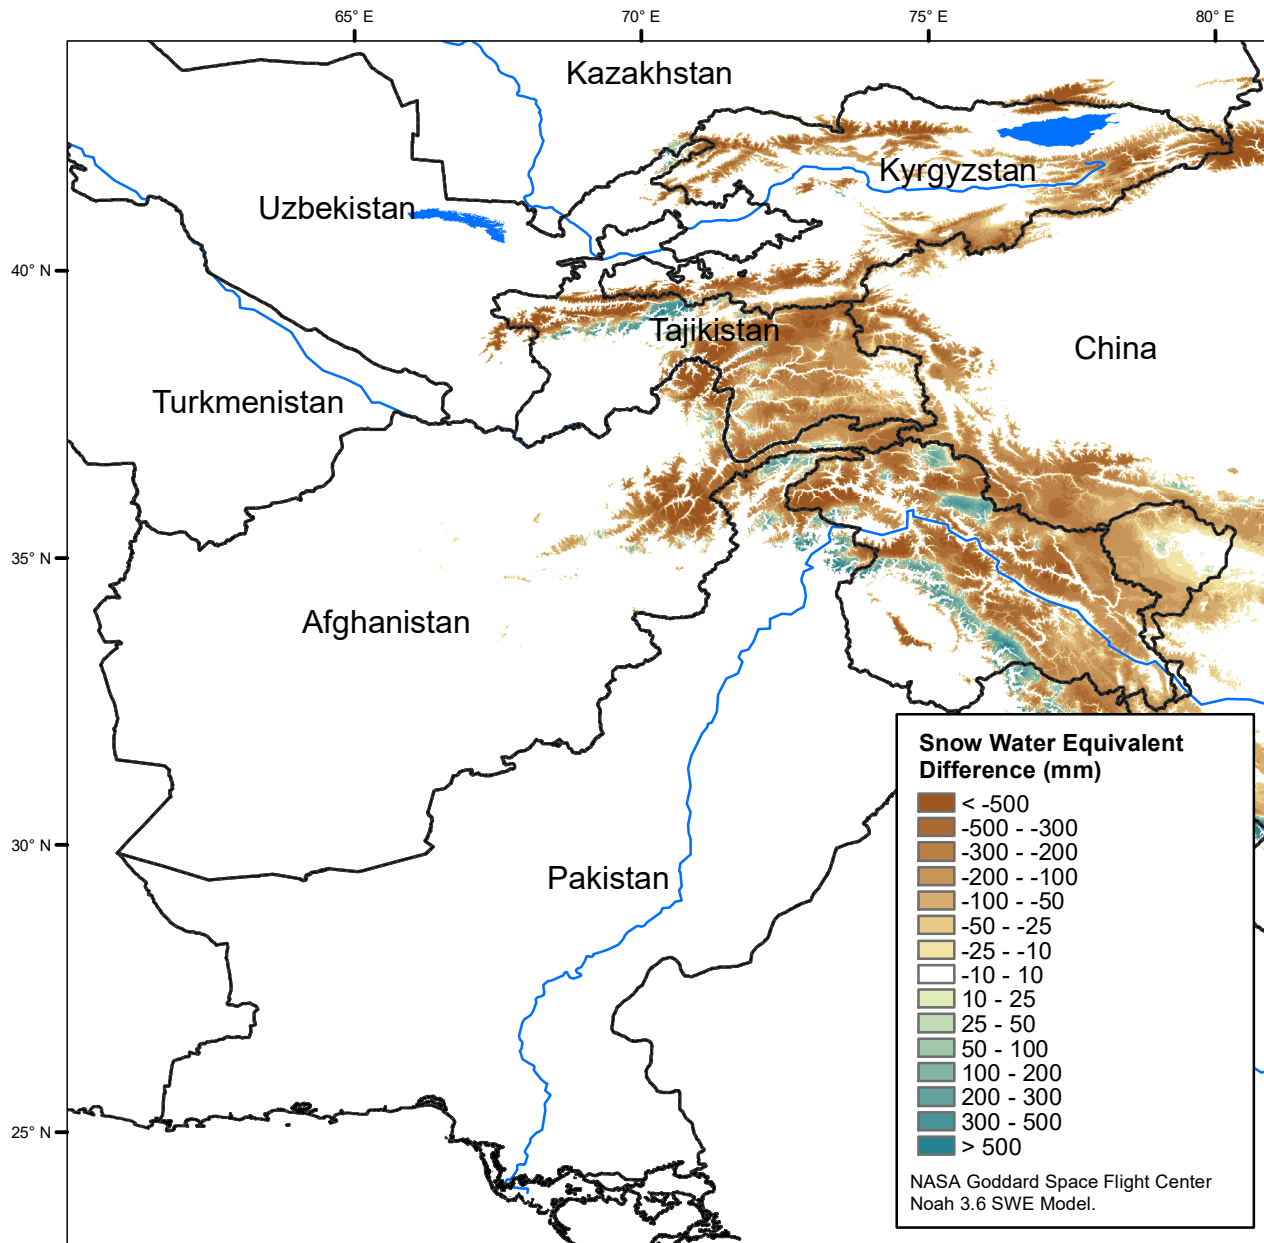 65° E
70° E
75° E
80° E
Kazakhstan
Kyrgyzstan
Uzbekistan
40° N
Tajikistan
China
Turkmenistan
35° N
Afghanistan
30° N
Pakistan
25° N
Snow Water Equivalent
Difference (mm)
< -500
-500 - -300
-300 - -200
-200 - -100
-100 - -50
-50 - -25
-25 - -10
-10 - 10
10 - 25
25 - 50
50 - 100
100 - 200
200 - 300
300 - 500
> 500
NASA Goddard Space Flight Center
Noah 3.6 SWE Model.